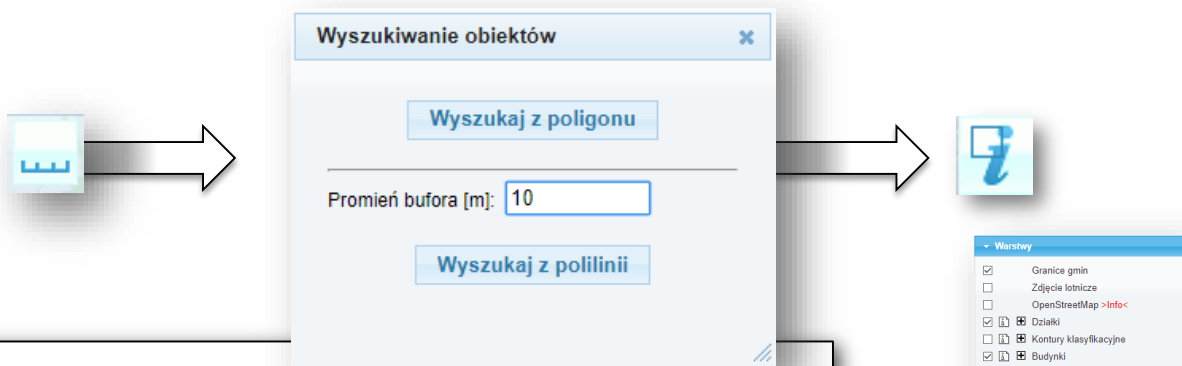 Wyszukiwanie obiektów
Wyszukaj z poligonu
Promień bufora [m]: 10
Wyszukaj z polilinii
Warstwy
Granice gmin
Zdjęcie lotnicze
OpenStreetMap >Info<
Działki
Kontury klasyfikacyjne
Budynki